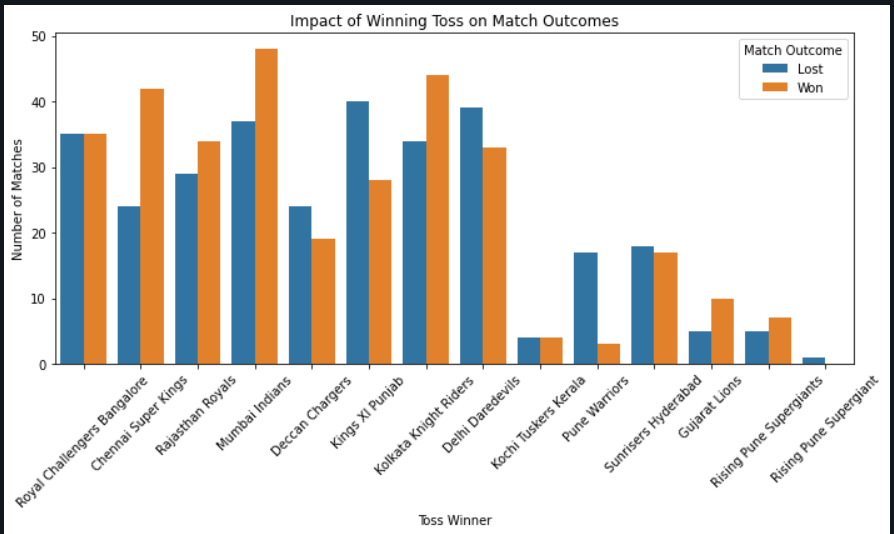 Impact of Winning Toss on Match Outcomes
Match Outcome
Lost
Won
Number of Matches
50
40
30
20
10
0
Royal Challengers Bangalore
Chennai Super Kings
Rajasthan Royals
Mumbai Indians
Deccan Chargers
Kings XI Punjab
Kolkata Knight Riders
Delhi Daredevils
Kochi Tuskers Kerala
Pune Warriors
Sunrisers Hyderabad
Gujarat Lions
Rising Pune Supergiants
Rising Pune Supergiant
Toss Winner